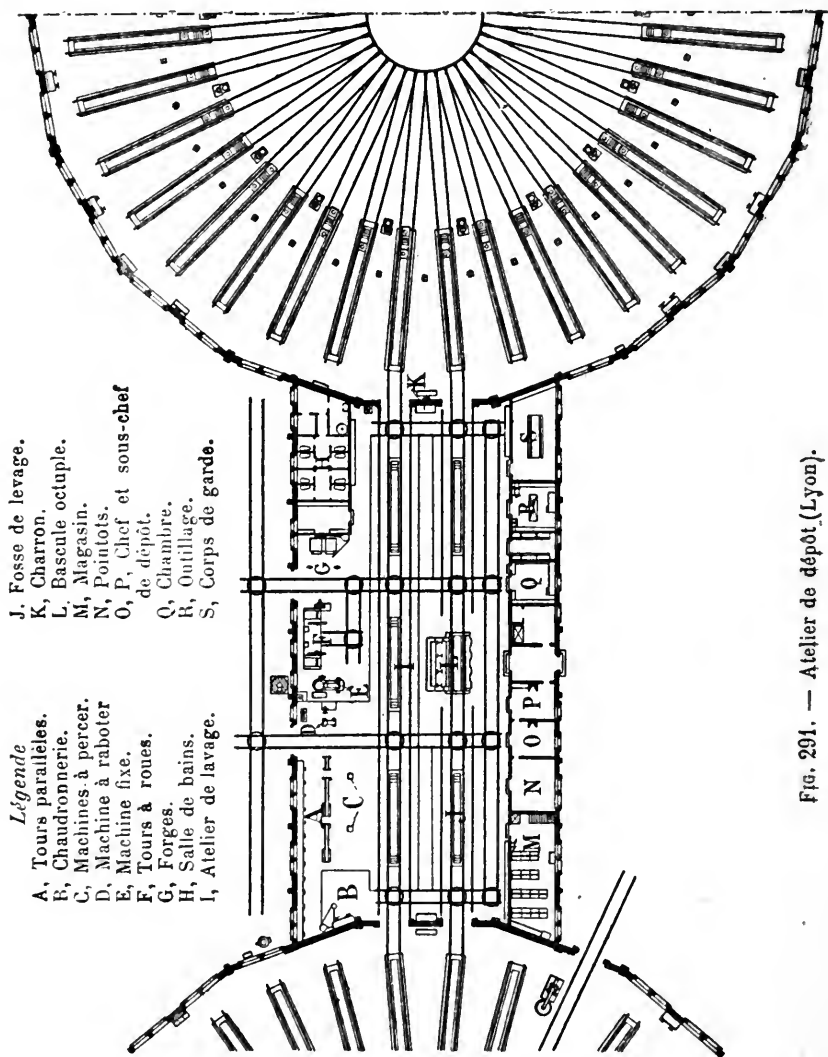 Légende
A, Tours parallèles.
B, Chaudronnerie.
C, Machines à percer.
D, Machine à raboter
E, Machine fixe.
F, Tours à roues.
G, Forges.
H, Salle de bains.
I, Atelier de lavage.
J. Fosse de levage.
K, Charron.
L. Bascule octuple.
M, Magasin.
N, Pointots.
O, P, Chef et sous-chef
de dépôt.
Q, Chambre.
R, Outillage.
S, Corps de garde.
A
B
C
D
E
F
G
K
I
M
N
O
P
Q
R
S
FIG. 291. — Atelier de dépôt (Lyon).